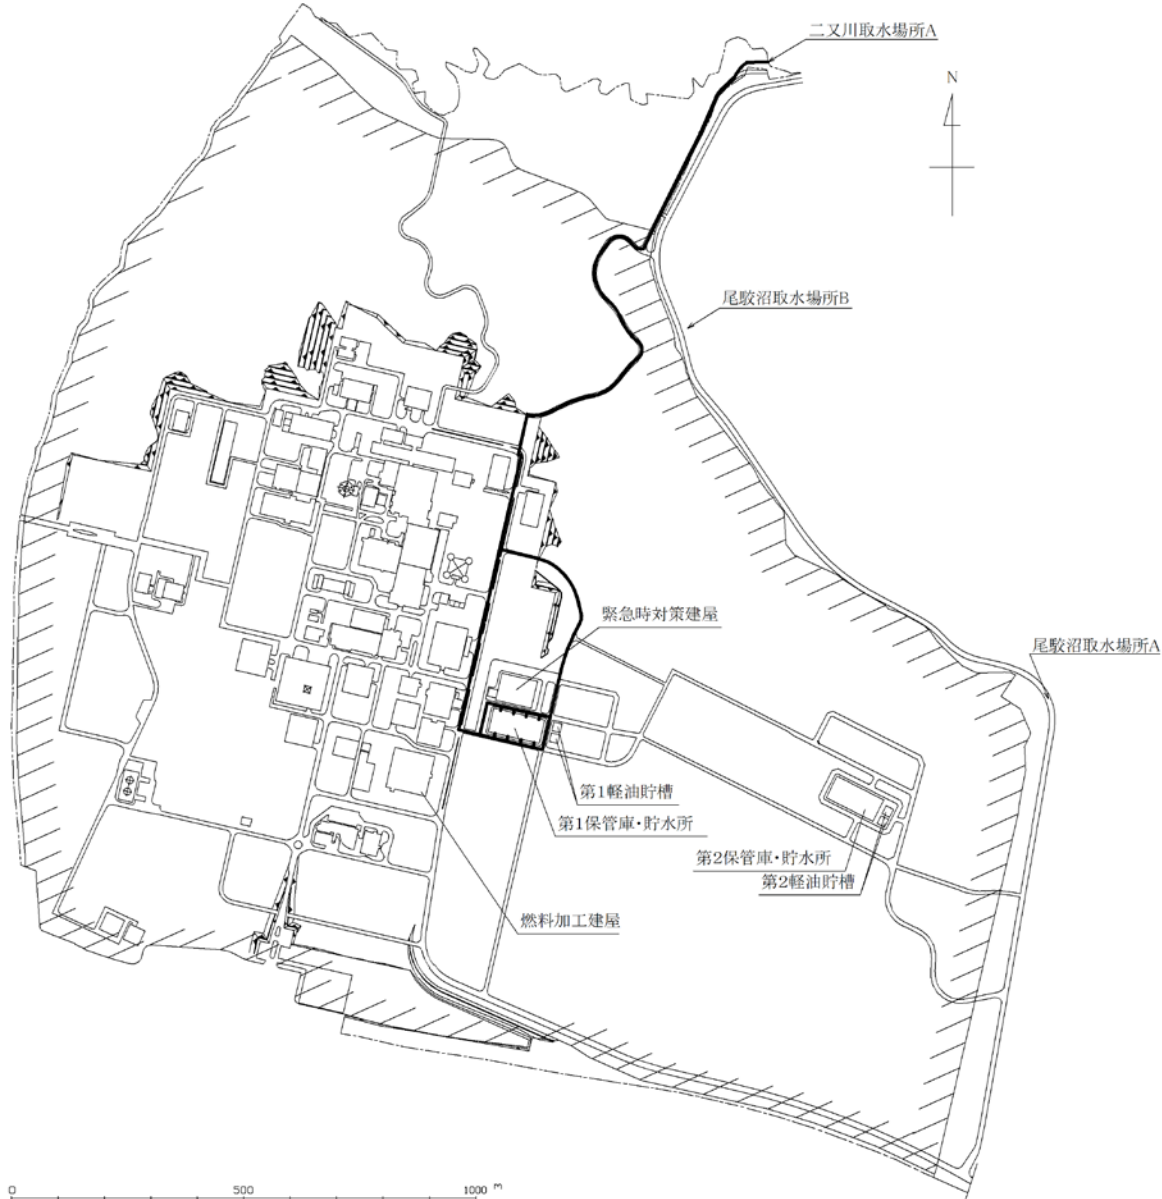 二又川取水場所A
N
尾駮沼取水場所B
緊急時対策建屋
尾駮沼取水場所A
第1軽油貯槽
第1保管庫・貯水所
第2保管庫・貯水所
第2軽油貯槽
燃料加工建屋
0 500 1000 m